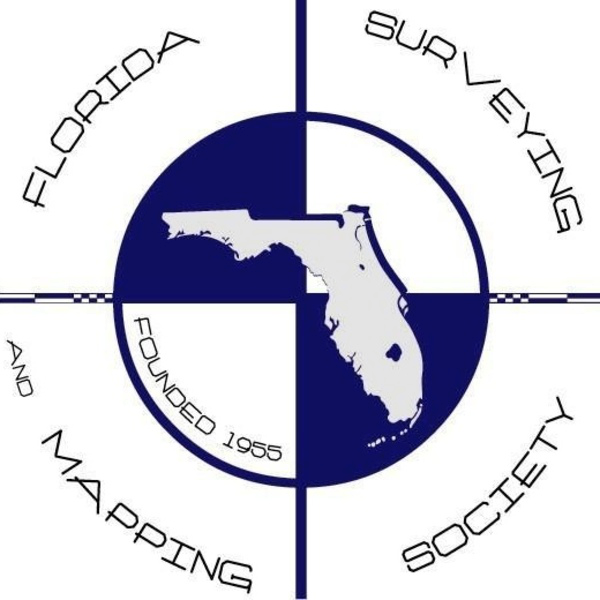 FLORIDA
SURVEYING
AND
MAPPING
SOCIETY
FOUNDED 1955